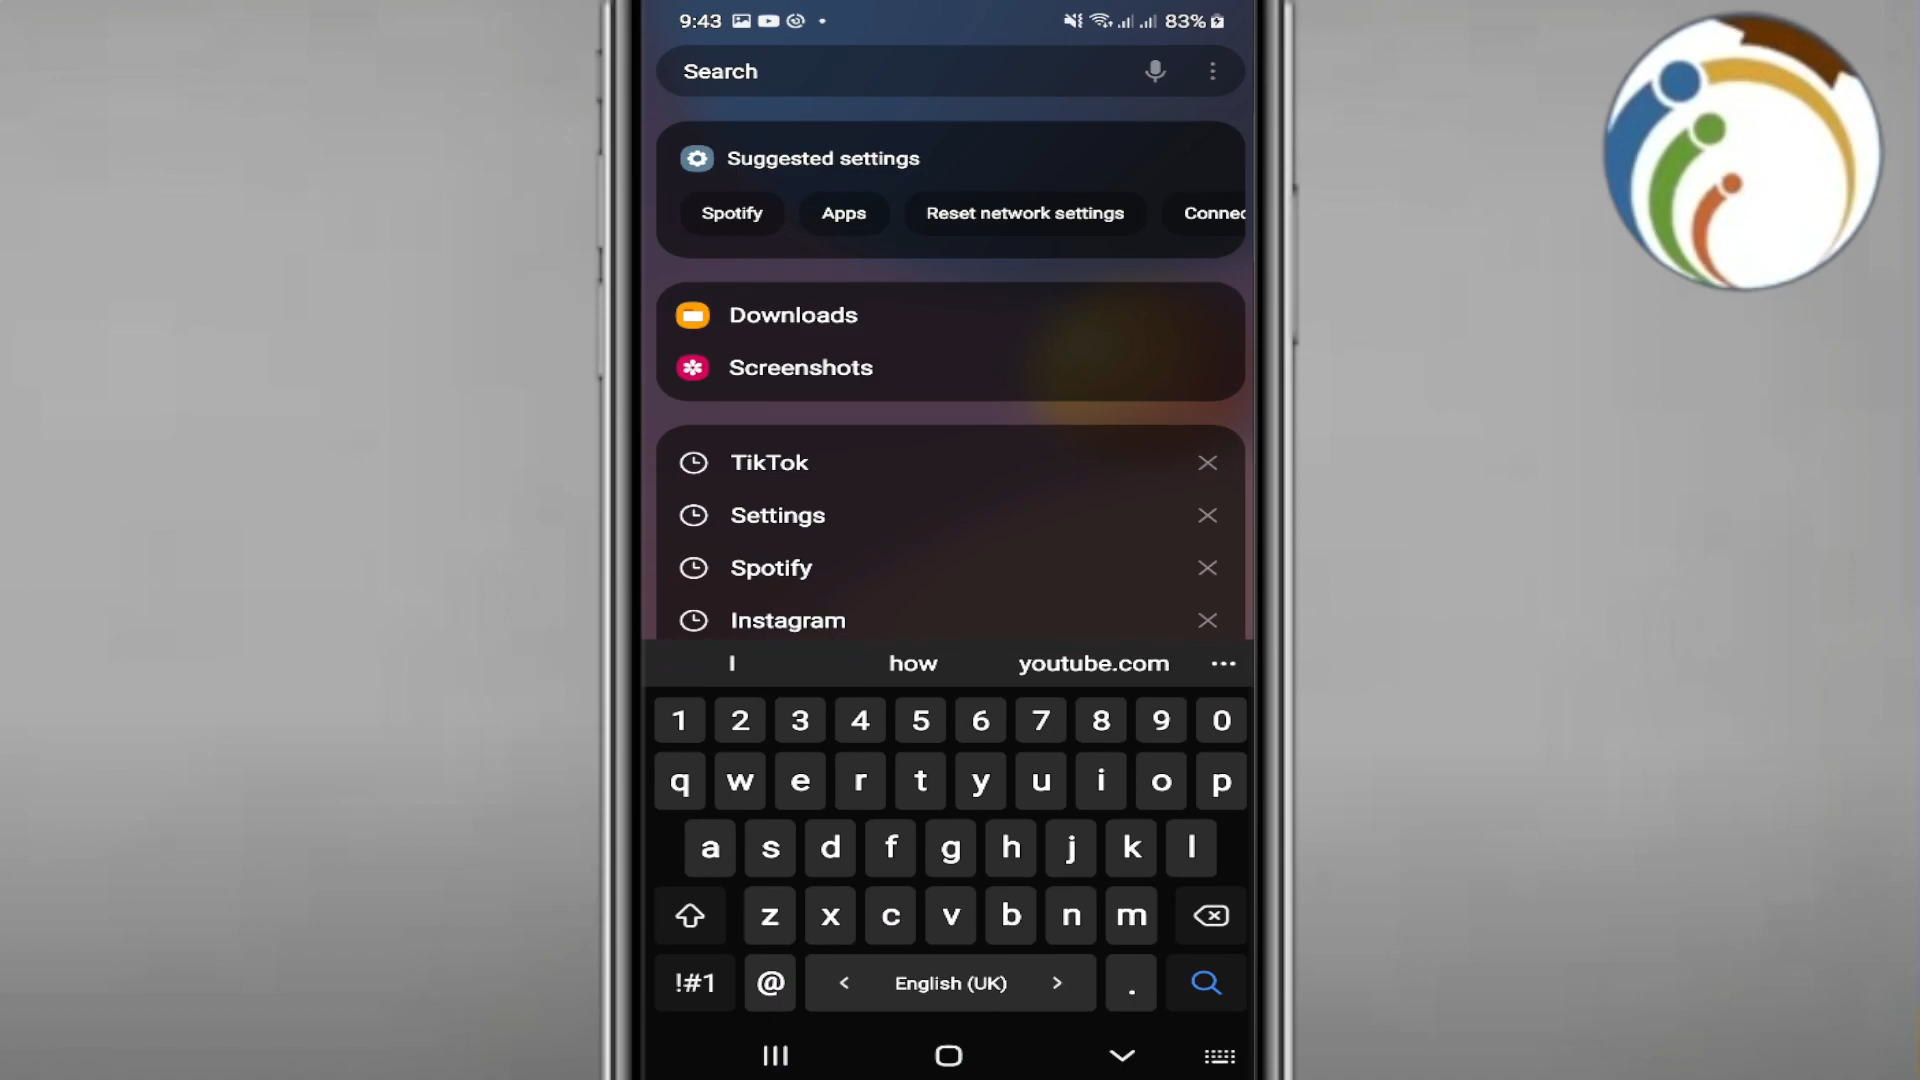 9:43 83%
Search
Suggested settings
Spotify Apps Reset network settings Connec
Downloads
Screenshots
TikTok
Settings
Spotify
Instagram
I how youtube.com
1 2 3 4 5 6 7 8 9 0
q w e r t y u i o p
a s d f g h j k l
z x c v b n m
!#1 @ < English (UK) > .